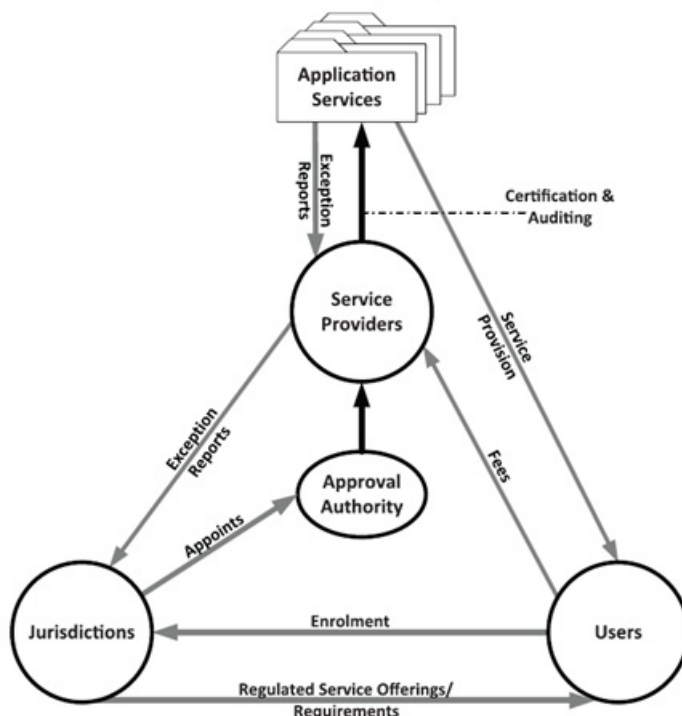 Application
Services
Exception
Reports
Certification &
Auditing
Service
Providers
Service
Provision
Exception
Reports
Fees
Approval
Authority
Appoints
Jurisdictions
Enrolment
Users
Regulated Service Offerings/
Requirements